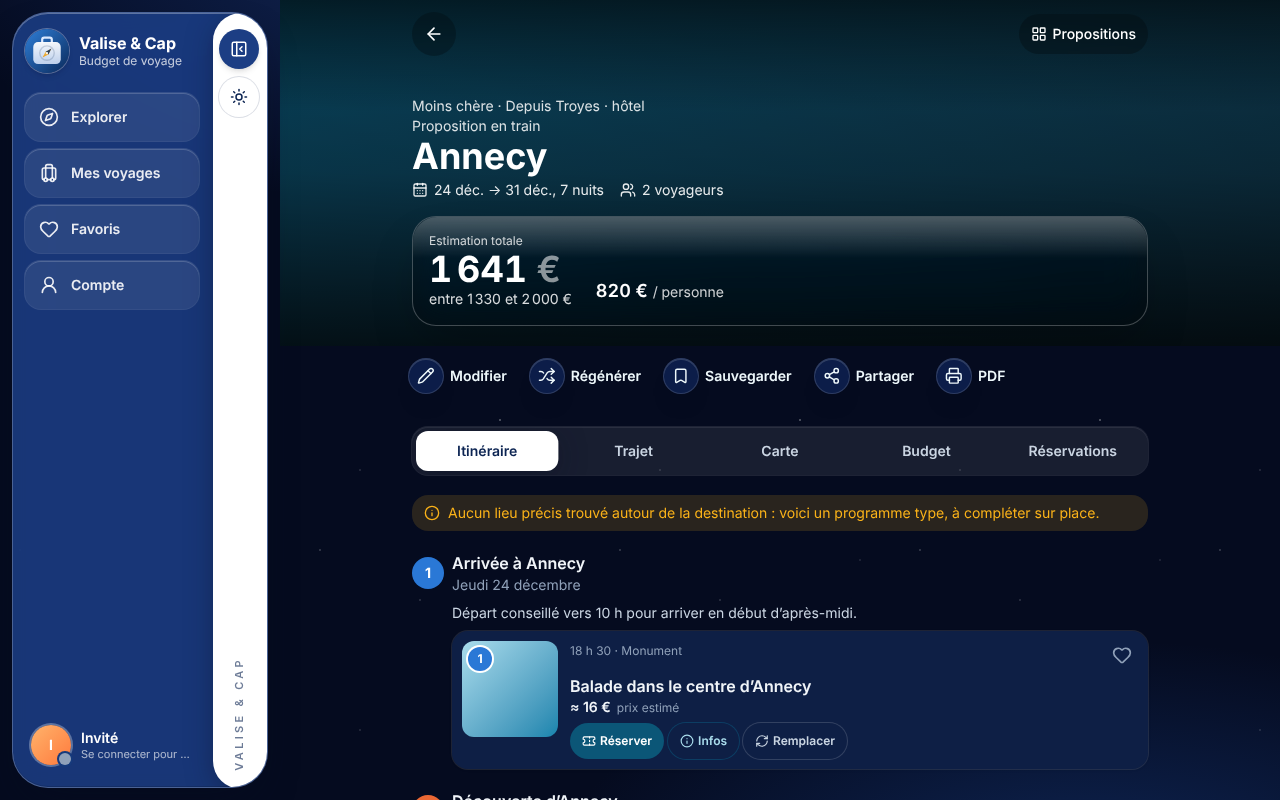 Valise & Cap
Budget de voyage
Explorer
Mes voyages
Favoris
Compte
I
Invité
Se connecter pour ...
VALISE & CAP
Propositions
Moins chère · Depuis Troyes · hôtel
Proposition en train
Annecy
24 déc. → 31 déc., 7 nuits
2 voyageurs
Estimation totale
1 641 €
entre 1 330 et 2 000 €
820 € / personne
Modifier
Régénérer
Sauvegarder
Partager
PDF
Itinéraire
Trajet
Carte
Budget
Réservations
Aucun lieu précis trouvé autour de la destination : voici un programme type, à compléter sur place.
1
Arrivée à Annecy
Jeudi 24 décembre
Départ conseillé vers 10 h pour arriver en début d’après-midi.
1
18 h 30 · Monument
Balade dans le centre d’Annecy
≈ 16 € prix estimé
Réserver
Infos
Remplacer
Découverte d’Annecy